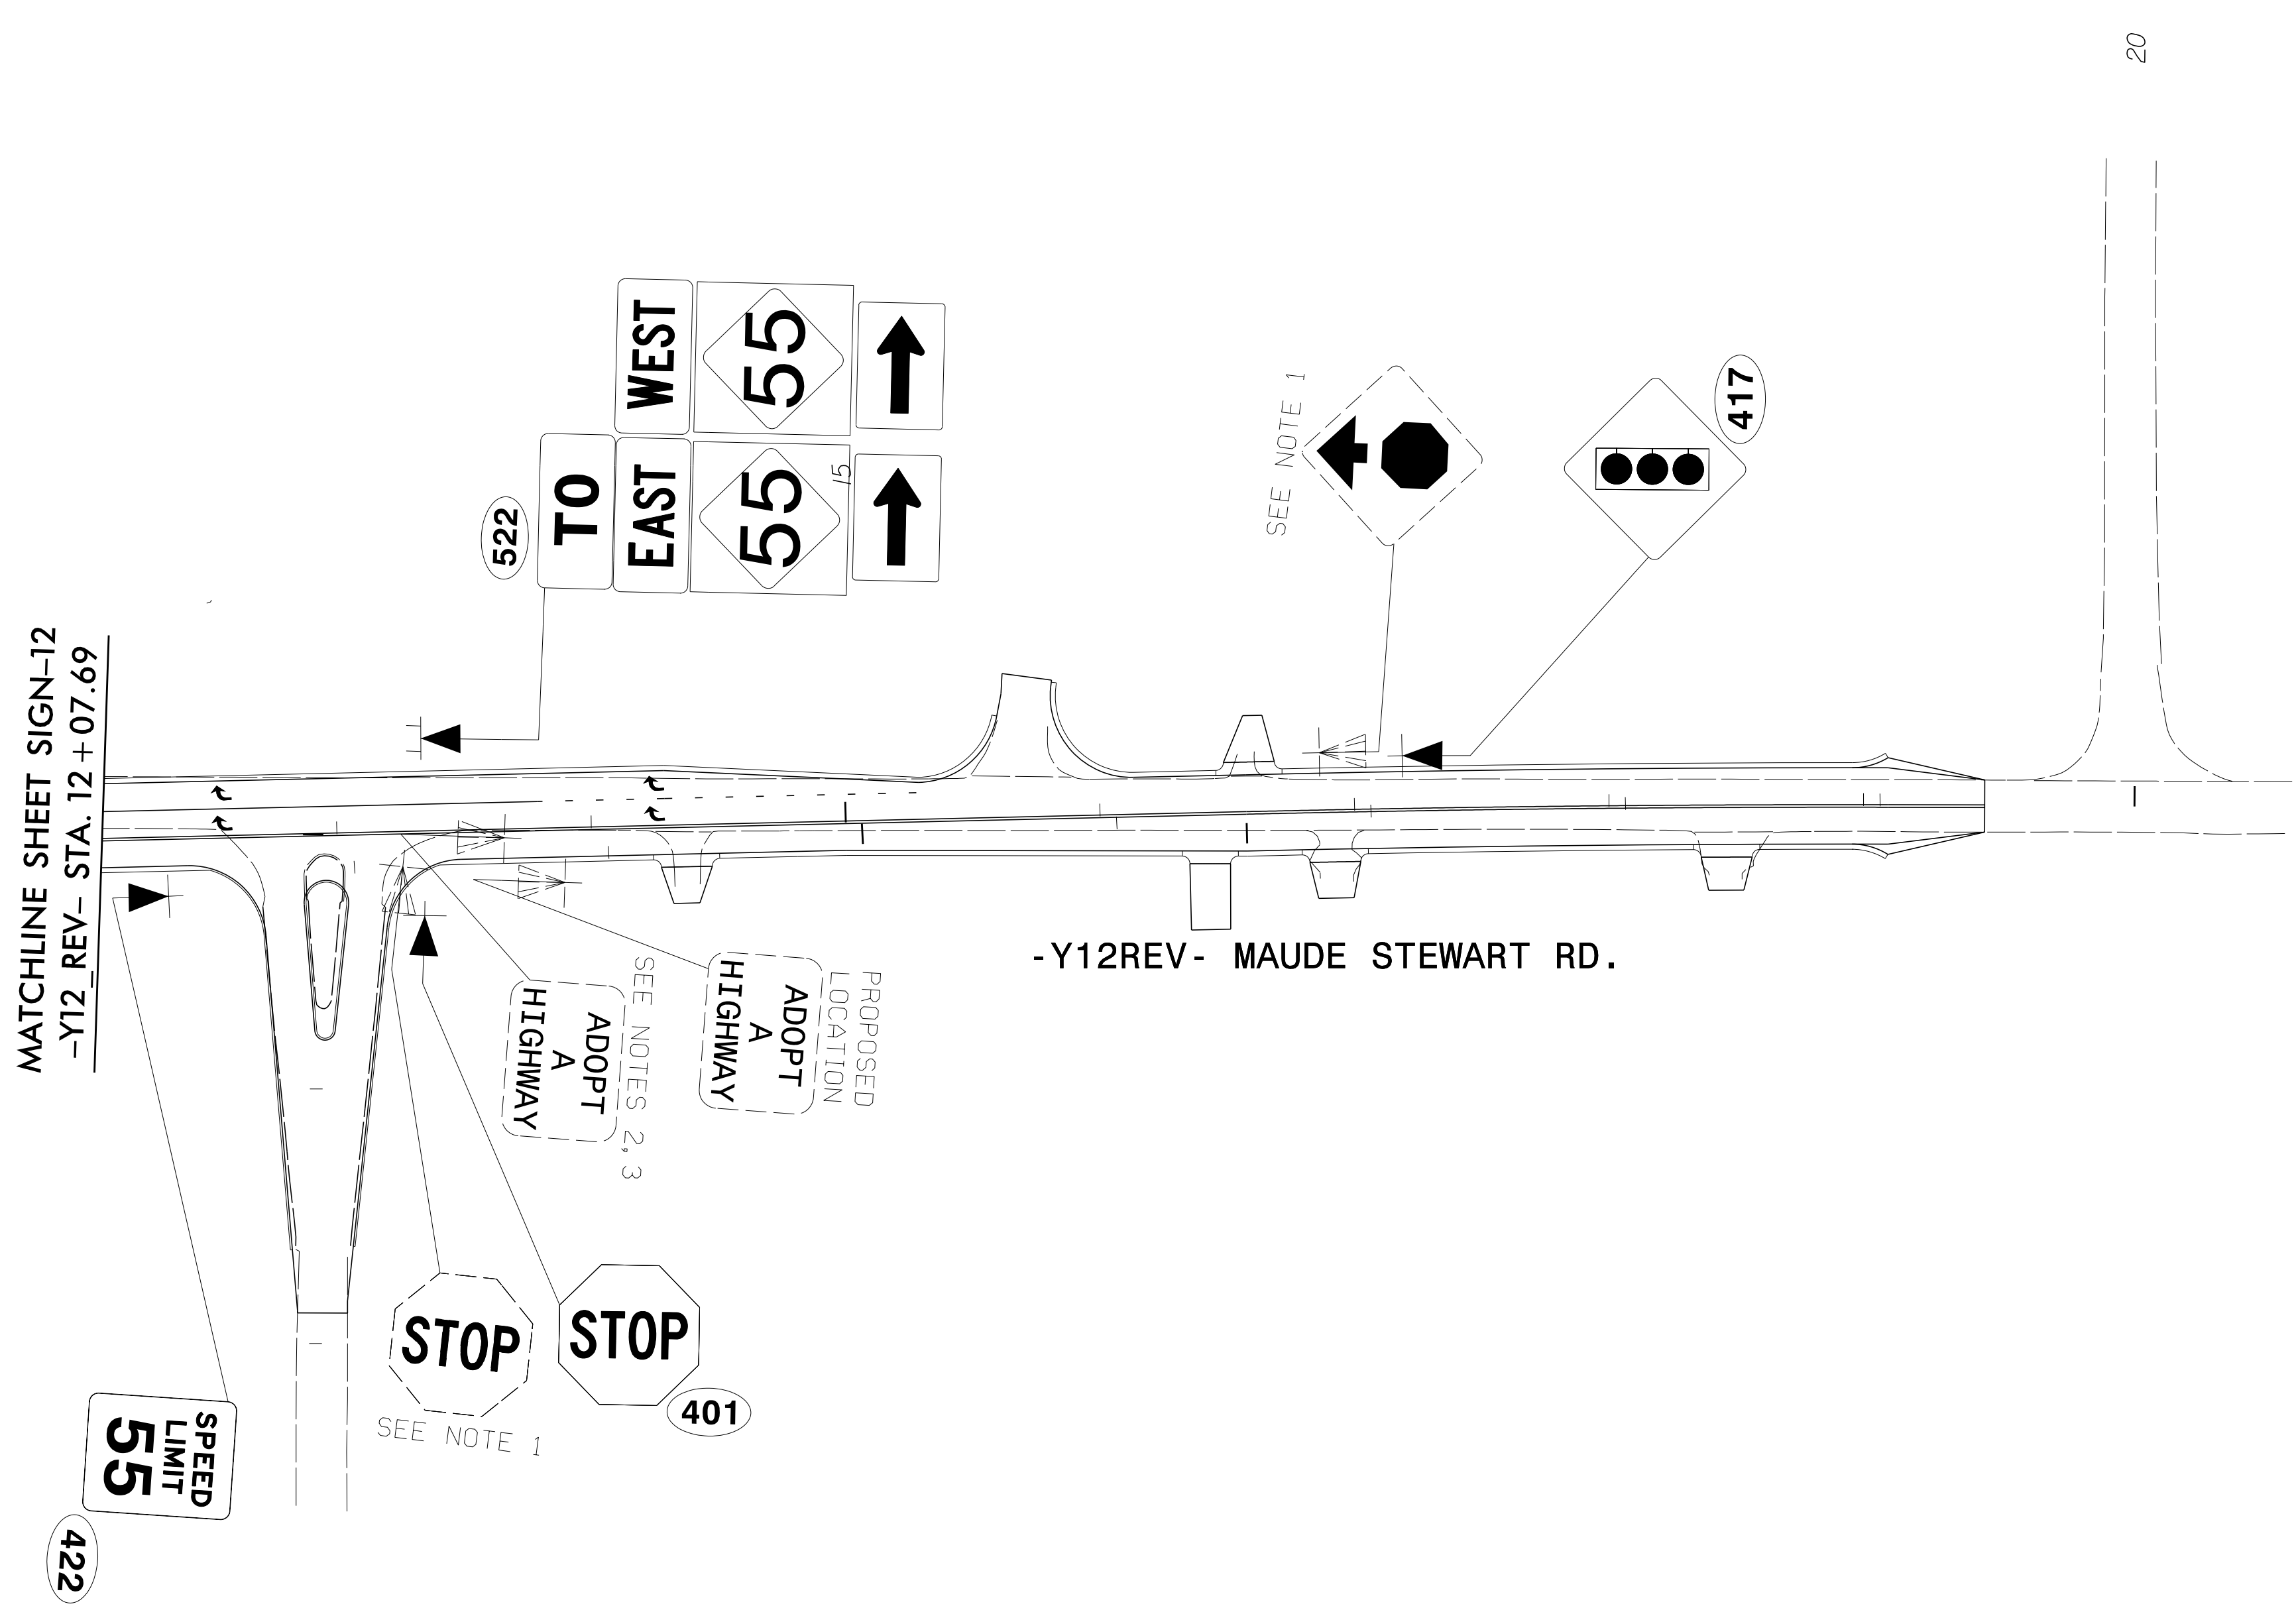 20
MATCHLINE SHEET SIGN-12
-Y12_REV- STA. 12+07.69
522
TO
WEST
55
EAST
55
15
SEE NOTE 1
417
-Y12REV- MAUDE STEWART RD.
ADOPT
A
HIGHWAY
SEE NOTES 2,3
ADOPT
A
HIGHWAY
PROPOSED
LOCATION
STOP
SEE NOTE 1
STOP
401
SPEED
LIMIT
55
422